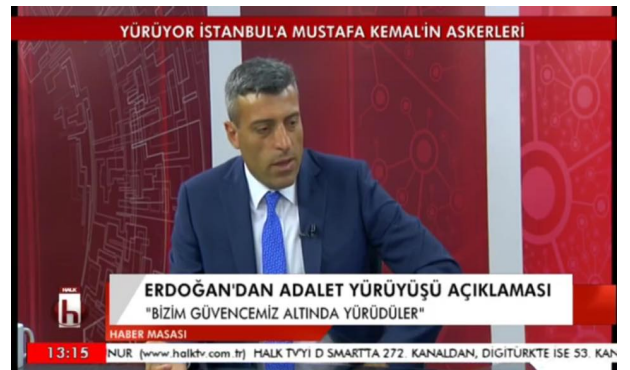 YÜRÜYOR İSTANBUL'A MUSTAFA KEMAL'İN ASKERLERİ
HALK
h
ERDOĞAN'DAN ADALET YÜRÜYÜŞÜ AÇIKLAMASI
"BİZİM GÜVENCEMİZ ALTINDA YÜRÜDÜLER"
HABER MASASI
13:15 NUR (www.halktv.com.tr) HALK TV'Yİ D SMART'TA 272. KANALDAN, DİGİTÜRK'TE İSE 53. KAN